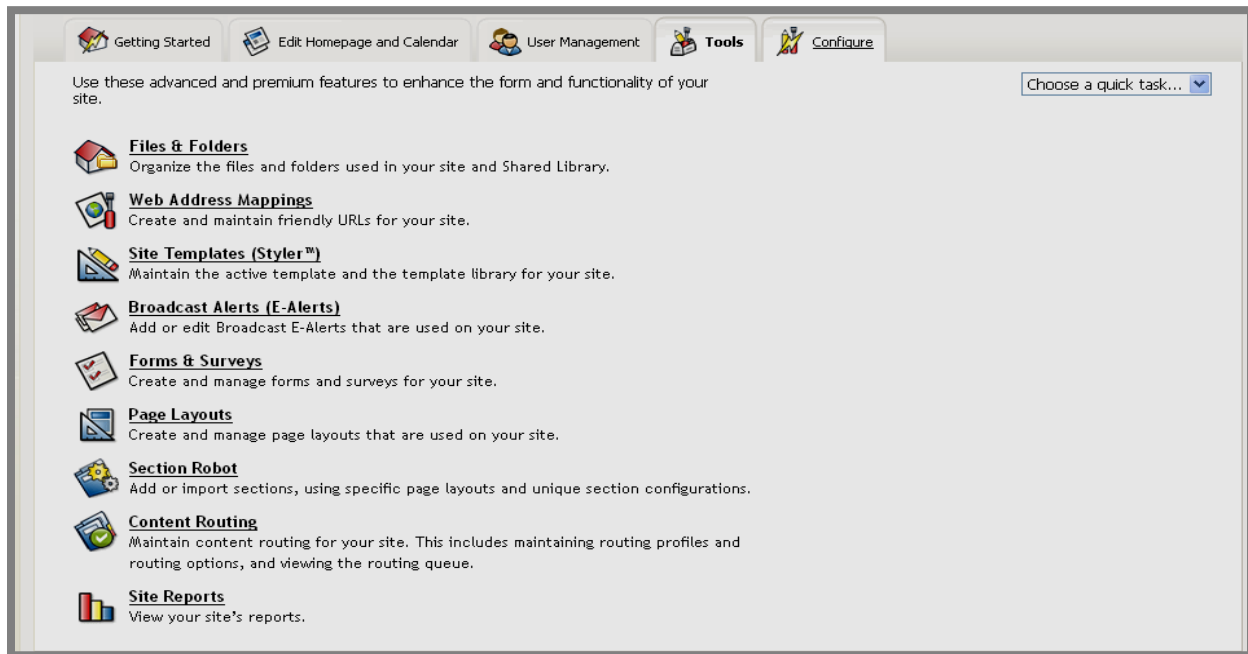 Getting Started Edit Homepage and Calendar User Management Tools Configure
Use these advanced and premium features to enhance the form and functionality of your
site.
Choose a quick task...
Files & Folders
Organize the files and folders used in your site and Shared Library.
Web Address Mappings
Create and maintain friendly URLs for your site.
Site Templates (Styler™)
Maintain the active template and the template library for your site.
Broadcast Alerts (E-Alerts)
Add or edit Broadcast E-Alerts that are used on your site.
Forms & Surveys
Create and manage forms and surveys for your site.
Page Layouts
Create and manage page layouts that are used on your site.
Section Robot
Add or import sections, using specific page layouts and unique section configurations.
Content Routing
Maintain content routing for your site. This includes maintaining routing profiles and
routing options, and viewing the routing queue.
Site Reports
View your site's reports.